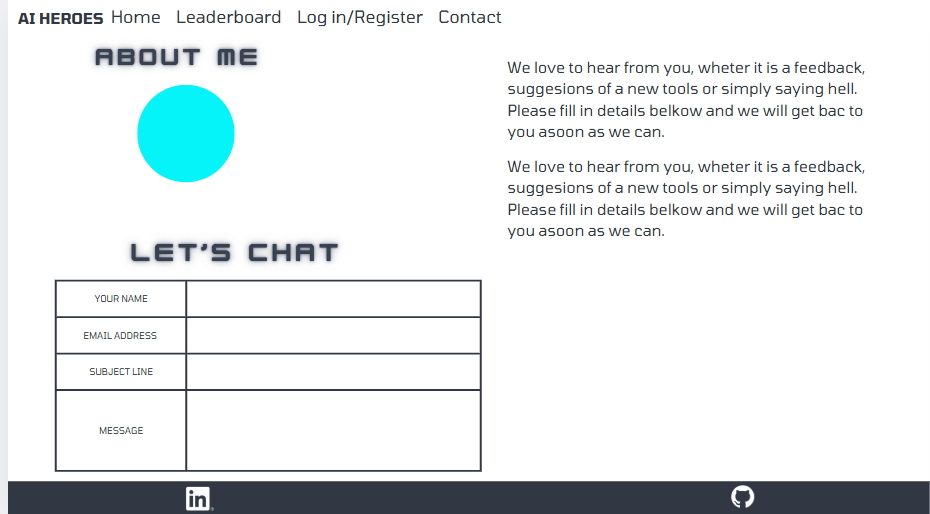 AI HEROES Home Leaderboard Log in/Register Contact
ABOUT ME
We love to hear from you, wheter it is a feedback,
suggesions of a new tools or simply saying hell.
Please fill in details belkow and we will get bac to
you asoon as we can.
We love to hear from you, wheter it is a feedback,
suggesions of a new tools or simply saying hell.
Please fill in details belkow and we will get bac to
you asoon as we can.
LET'S CHAT
YOUR NAME
EMAIL ADDRESS
SUBJECT LINE
MESSAGE
in